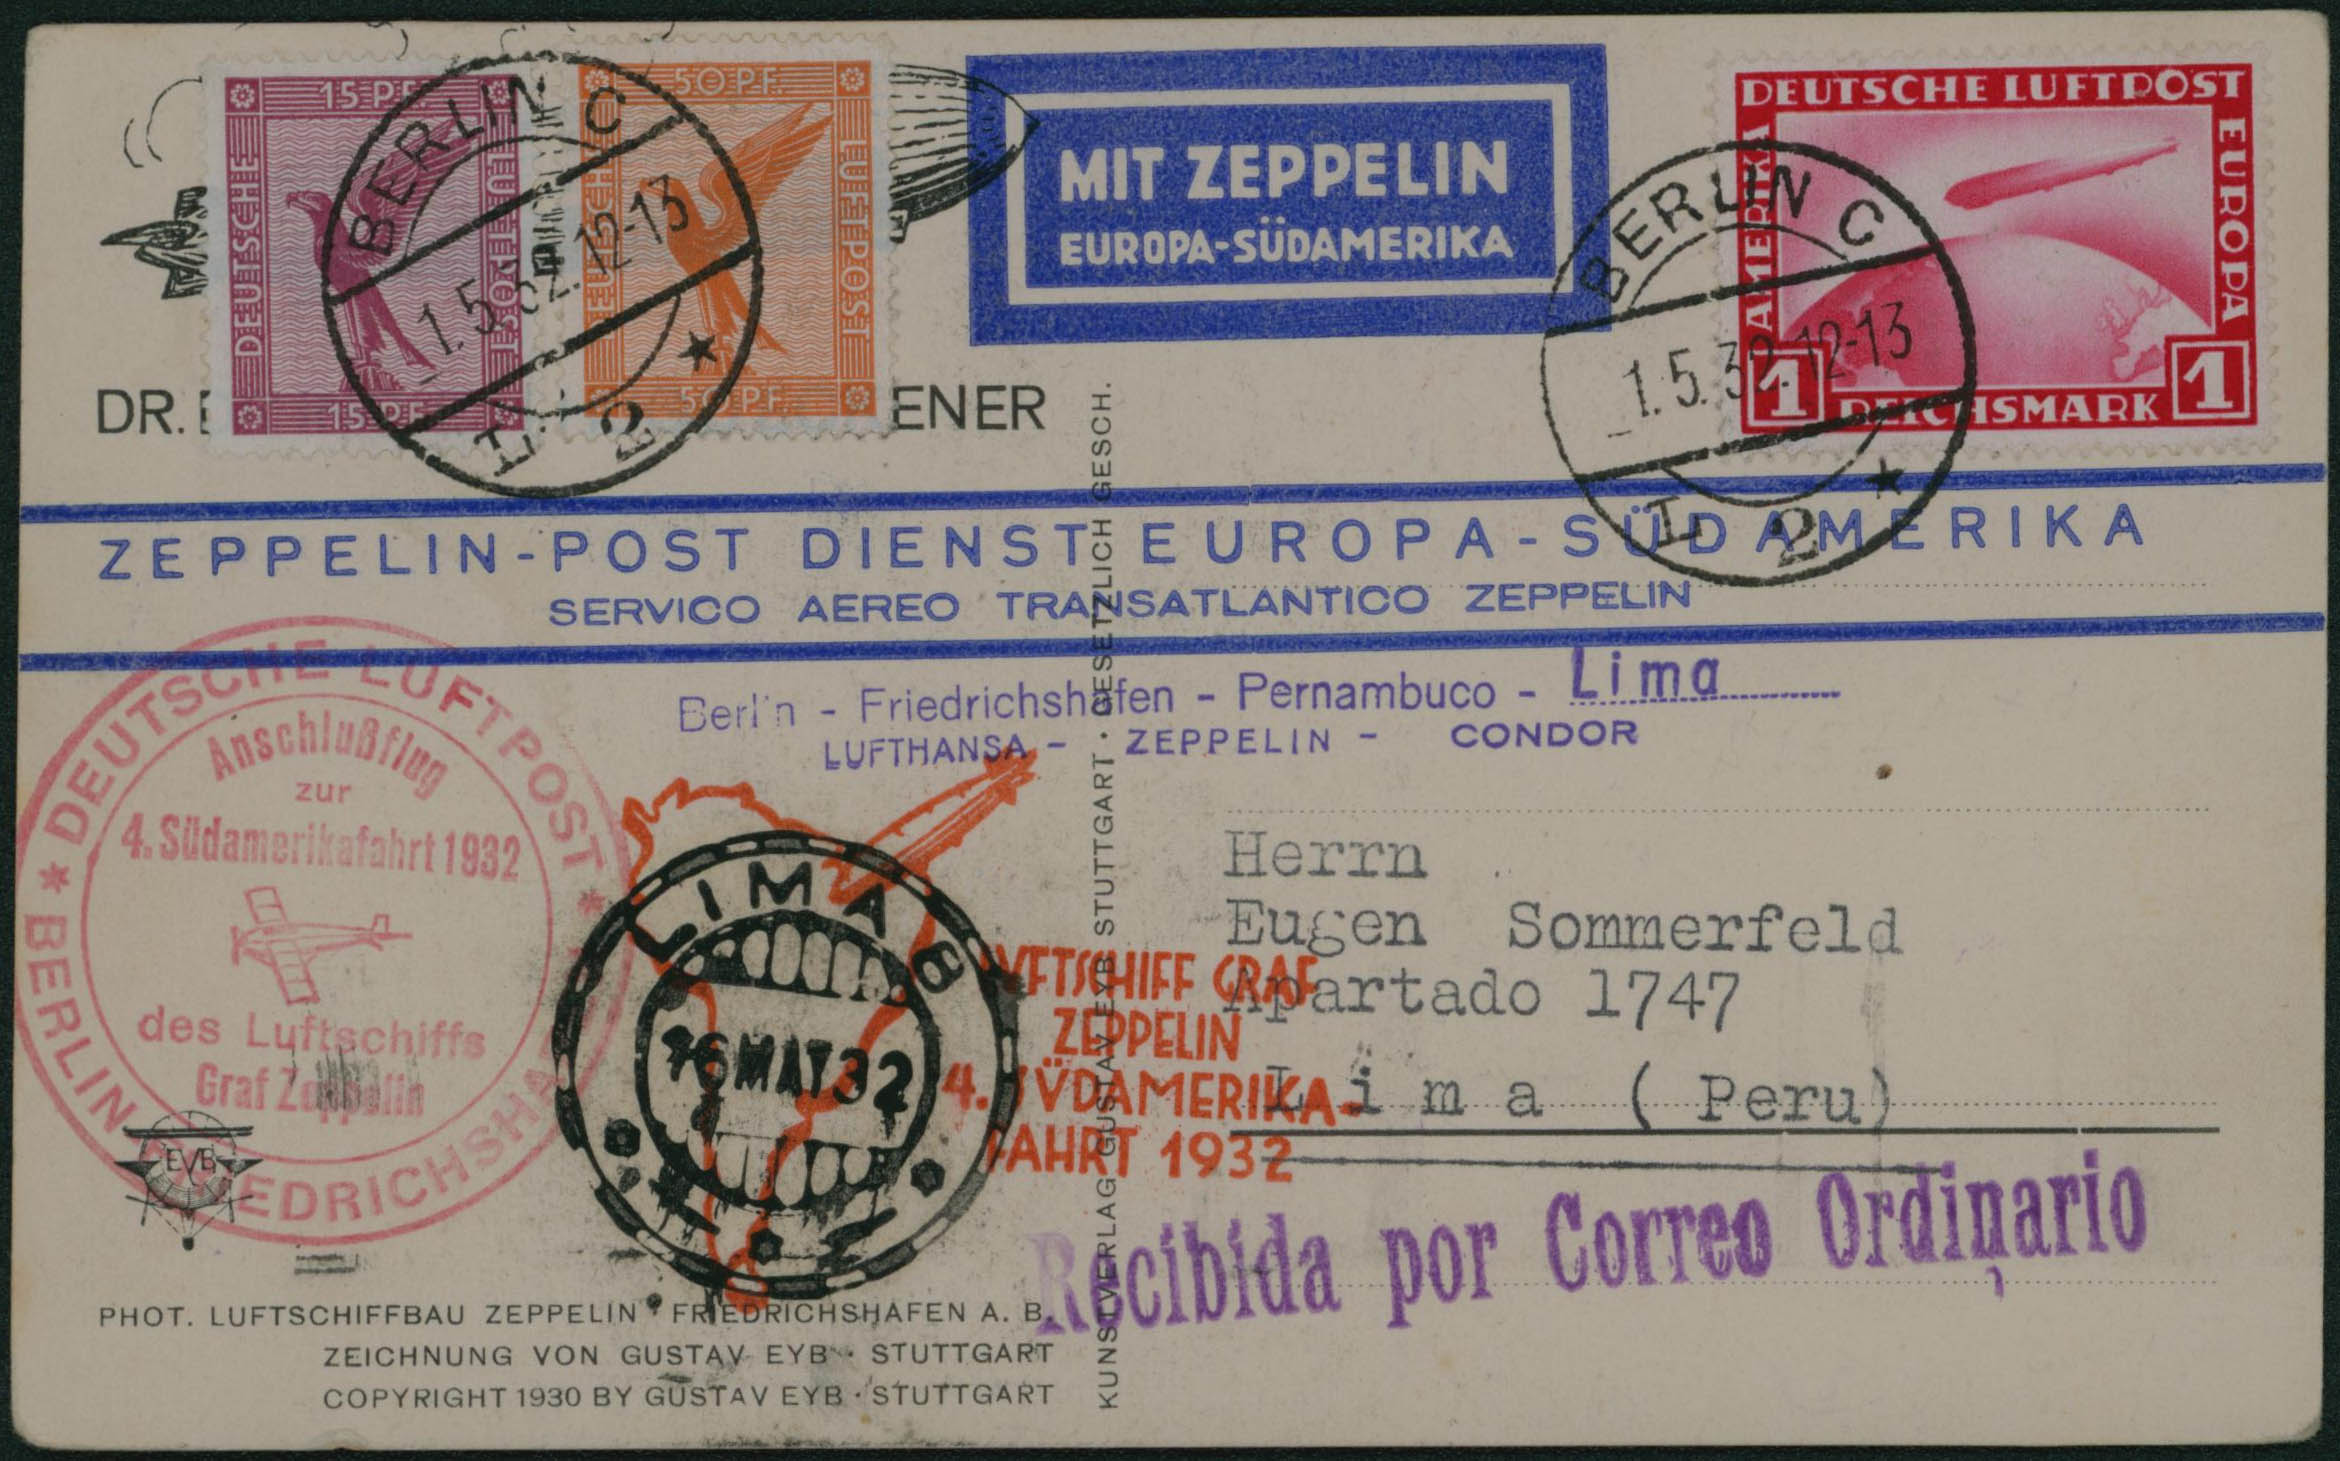 15 PF.
DEUTSCHE
LUFTPOST
15 PF.
50 PF.
DEUTSCHE
LUFTPOST
50 PF.
BERLIN C
1.5.32.12-13
2
MIT ZEPPELIN
EUROPA-SÜDAMERIKA
DEUTSCHE LUFTPOST
AMERIKA
EUROPA
1 REICHSMARK 1
BERLIN C
1.5.32.12-13
2
DR.
ENER
ZEPPELIN-POST DIENST EUROPA-SÜDAMERIKA
SERVICO AEREO TRANSATLANTICO ZEPPELIN
Berlin - Friedrichshafen - Pernambuco - Lima
LUFTHANSA - ZEPPELIN - CONDOR
DEUTSCHE LUFTPOST
Anschlußflug
zur
4. Südamerikafahrt 1932
des Luftschiffs
Graf Zeppelin
BERLIN
LIMA
32
LUFTSCHIFF GRAF
ZEPPELIN
4. SÜDAMERIKA-
FAHRT 1932
Herrn
Eugen Sommerfeld
Apartado 1747
Lima (Peru)
Recibida por Correo Ordinario
EYB
PHOT. LUFTSCHIFFBAU ZEPPELIN · FRIEDRICHSHAFEN A. B.
ZEICHNUNG VON GUSTAV EYB · STUTTGART
COPYRIGHT 1930 BY GUSTAV EYB · STUTTGART
KUNSTVERLAG GUSTAV EYB STUTTGART · GESETZLICH GESCH.